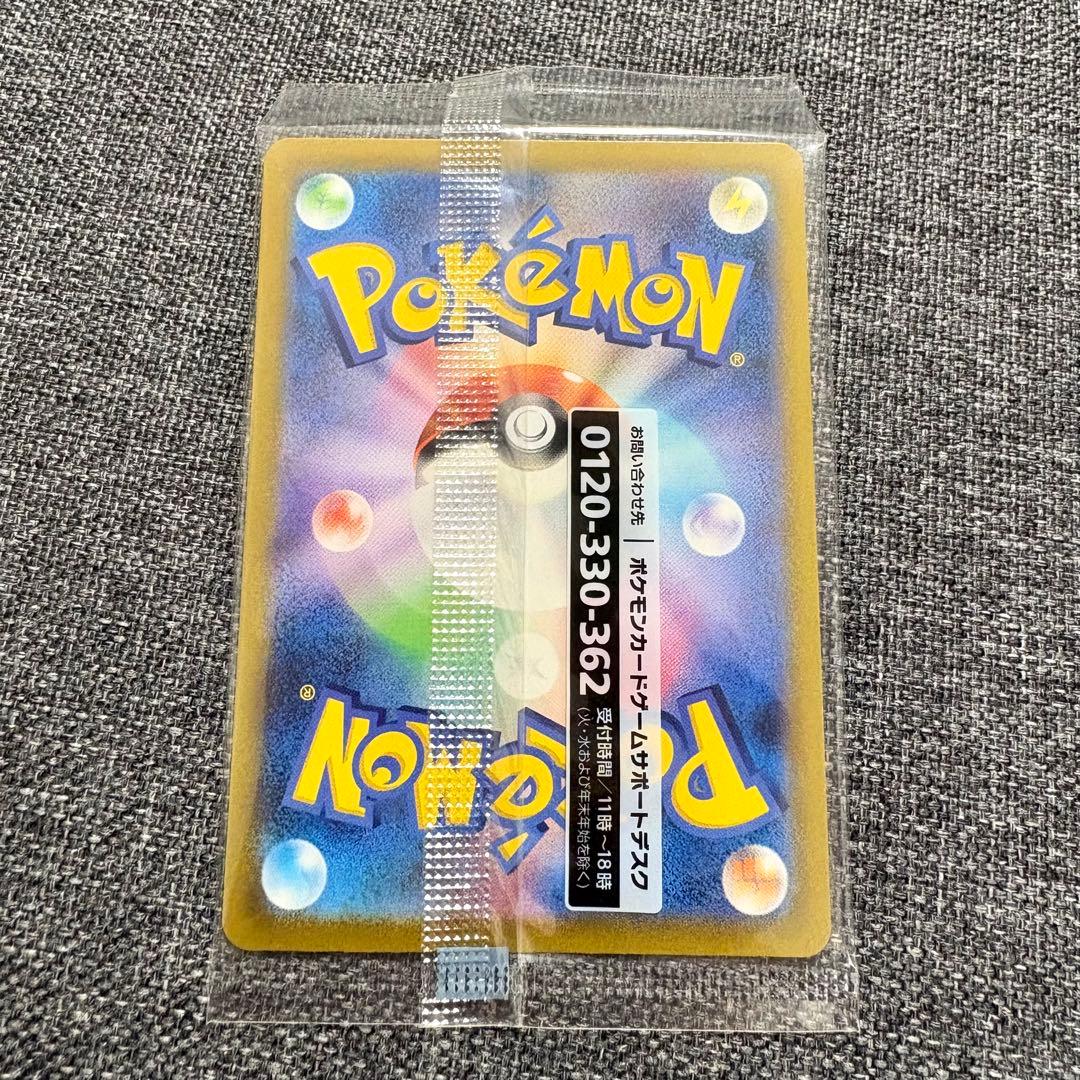 POKéMON
®
お問い合わせ先 | ポケモンカードゲームサポートデスク
0120-330-362 受付時間/11時~18時
(火・水および年末年始を除く)
POKéMON
®